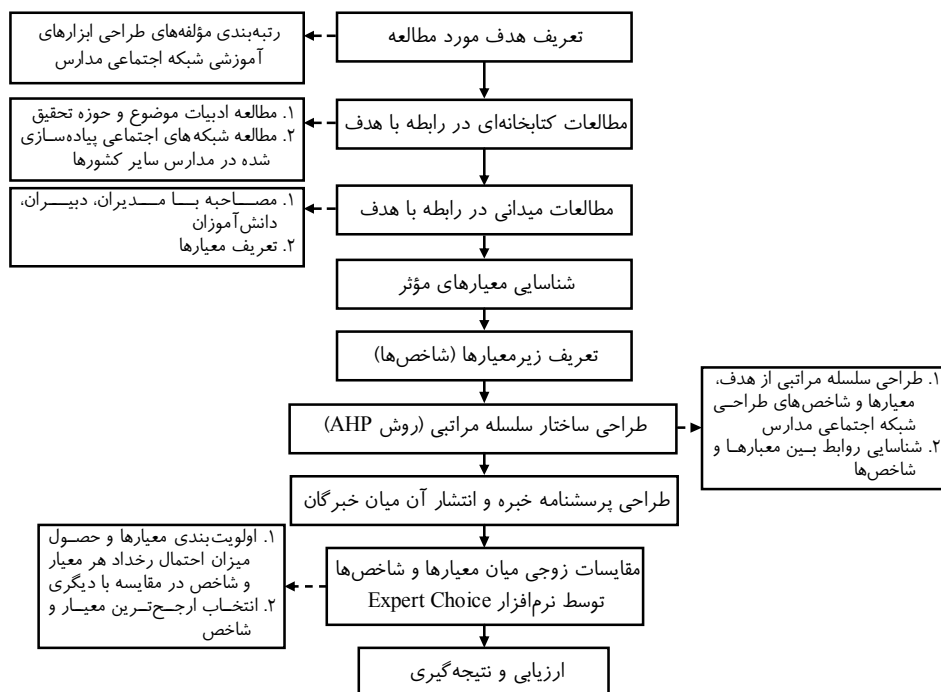 تعریف هدف مورد مطالعه
رتبه‌بندی مؤلفه‌های طراحی ابزارهای
آموزشی شبکه اجتماعی مدارس
مطالعات کتابخانه‌ای در رابطه با هدف
۱. مطالعه ادبیات موضوع و حوزه تحقیق
۲. مطالعه شبکه‌های اجتماعی پیاده‌سازی
شده در مدارس سایر کشورها
مطالعات میدانی در رابطه با هدف
۱. مصاحبه با مدیران، دبیران،
دانش‌آموزان
۲. تعریف معیارها
شناسایی معیارهای مؤثر
تعریف زیرمعیارها (شاخص‌ها)
طراحی ساختار سلسله مراتبی (روش AHP)
۱. طراحی سلسله مراتبی از هدف،
معیارها و شاخص‌های طراحی
شبکه اجتماعی مدارس
۲. شناسایی روابط بین معبارها و
شاخص‌ها
طراحی پرسشنامه خبره و انتشار آن میان خبرگان
مقایسات زوجی میان معیارها و شاخص‌ها
توسط نرم‌افزار Expert Choice
۱. اولویت‌بندی معیارها و حصول
میزان احتمال رخداد هر معیار
و شاخص در مقایسه با دیگری
۲. انتخاب ارجح‌ترین معیار و
شاخص
ارزیابی و نتیجه‌گیری